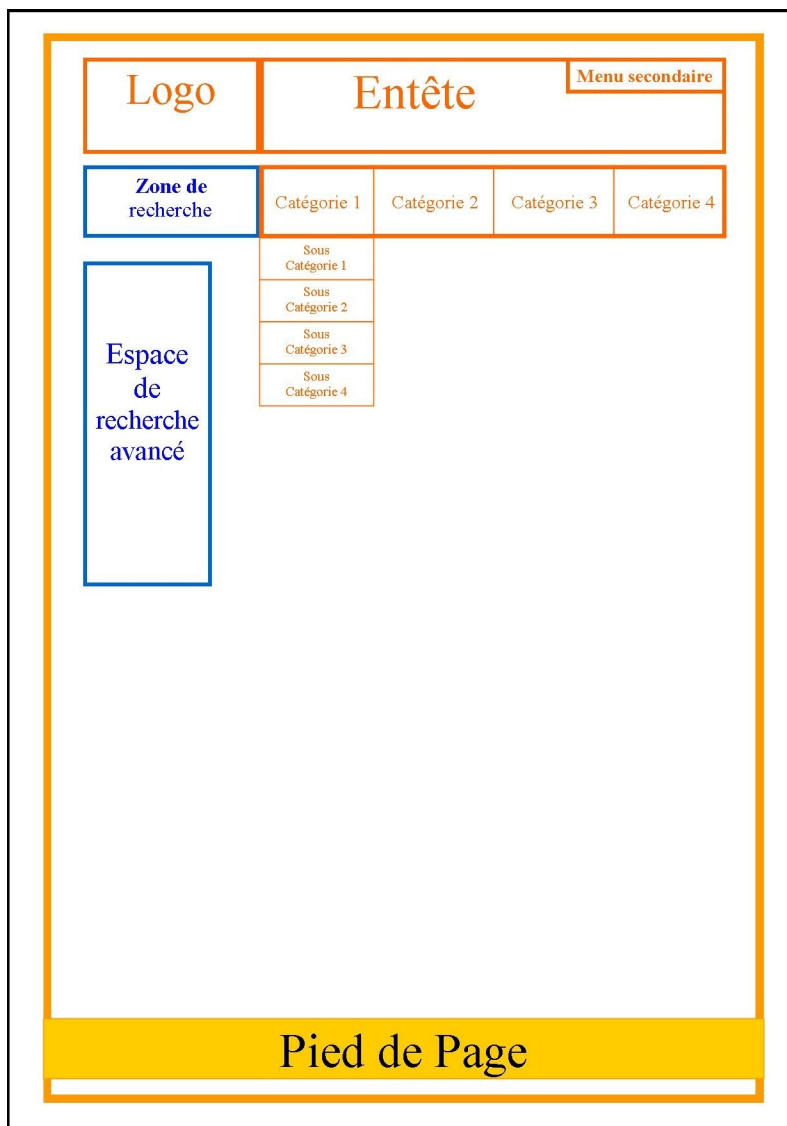 Logo
Entête
Menu secondaire
Zone de
recherche
Catégorie 1
Catégorie 2
Catégorie 3
Catégorie 4
Sous
Catégorie 1
Sous
Catégorie 2
Sous
Catégorie 3
Sous
Catégorie 4
Espace
de
recherche
avancé
Pied de Page